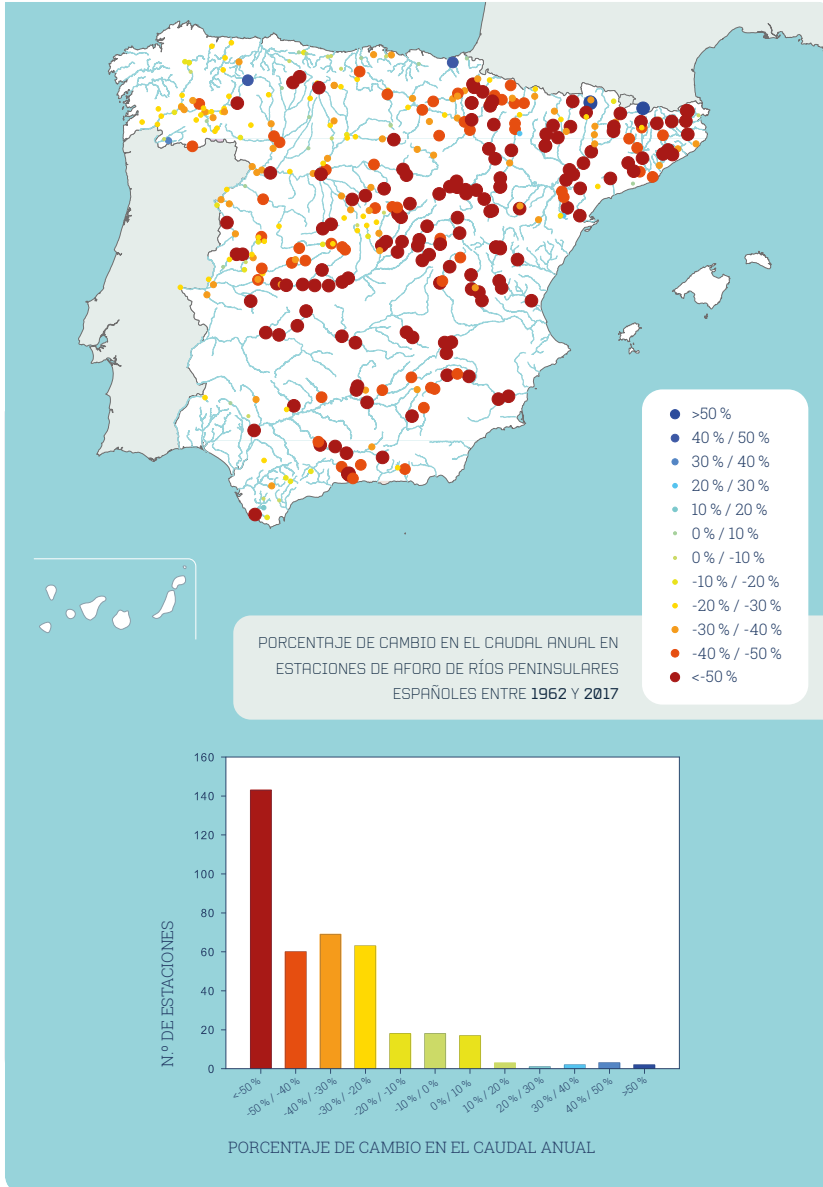 >50 %
40 % / 50 %
30 % / 40 %
20 % / 30 %
10 % / 20 %
0 % / 10 %
0 % / -10 %
-10 % / -20 %
-20 % / -30 %
-30 % / -40 %
-40 % / -50 %
<-50 %
PORCENTAJE DE CAMBIO EN EL CAUDAL ANUAL EN
ESTACIONES DE AFORO DE RÍOS PENINSULARES
ESPAÑOLES ENTRE 1962 Y 2017
160
140
120
100
80
60
40
20
0
N.º DE ESTACIONES
<-50 %
-50 % / -40 %
-40 % / -30 %
-30 % / -20 %
-20 % / -10 %
-10 % / 0 %
0 % / 10 %
10 % / 20 %
20 % / 30 %
30 % / 40 %
40 % / 50 %
>50 %
PORCENTAJE DE CAMBIO EN EL CAUDAL ANUAL